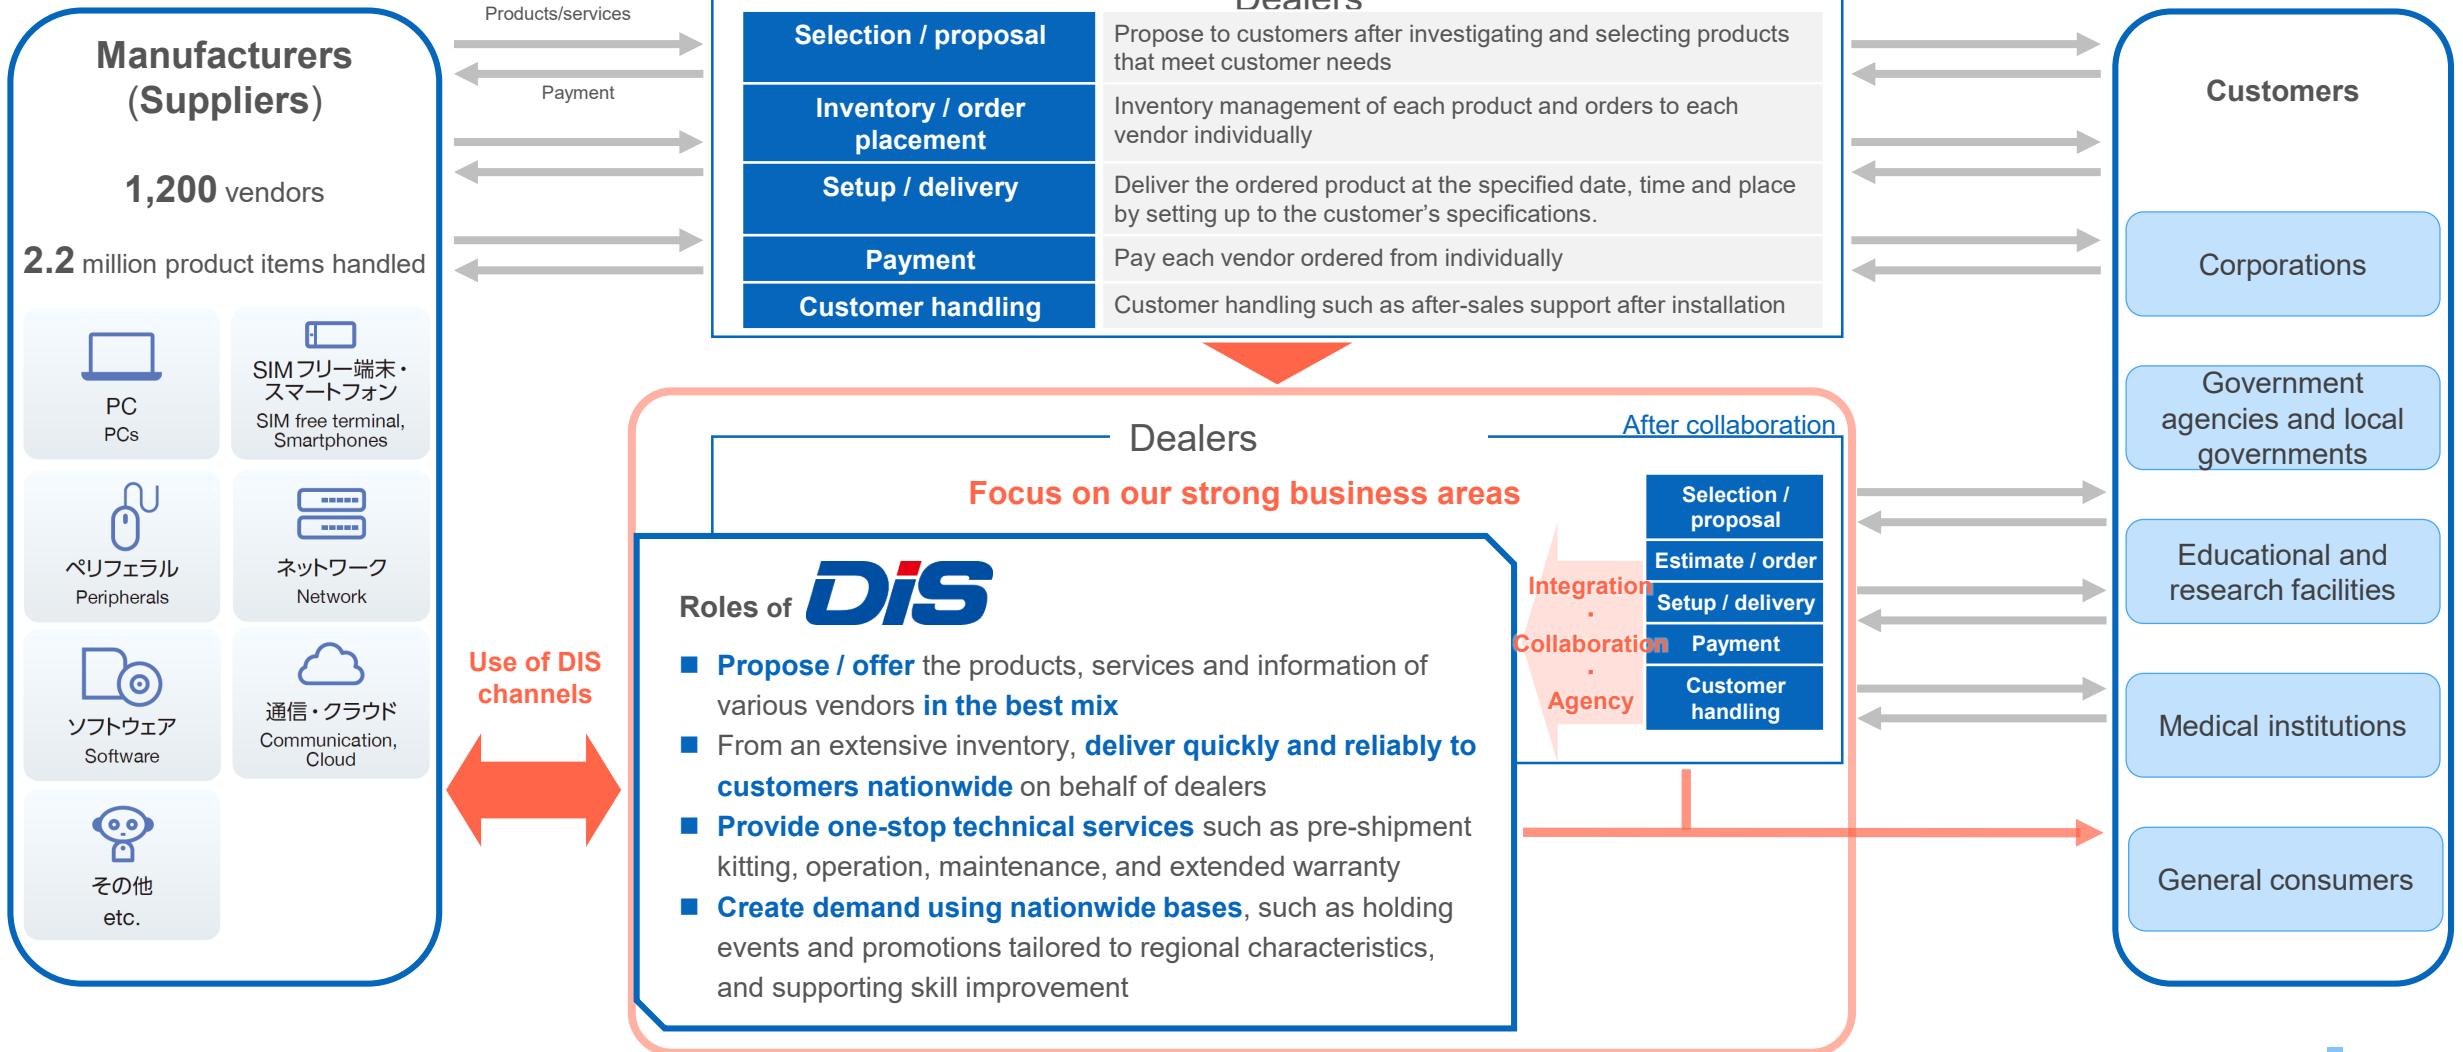 Manufacturers
(Suppliers)
1,200 vendors
2.2 million product items handled
PC
PCs
SIMフリー端末・
スマートフォン
SIM free terminal,
Smartphones
ペリフェラル
Peripherals
ネットワーク
Network
ソフトウェア
Software
通信・クラウド
Communication,
Cloud
その他
etc.
Products/services
Payment
Dealers
Selection / proposal
Propose to customers after investigating and selecting products
that meet customer needs
Inventory / order
placement
Inventory management of each product and orders to each
vendor individually
Setup / delivery
Deliver the ordered product at the specified date, time and place
by setting up to the customer's specifications.
Payment
Pay each vendor ordered from individually
Customer handling
Customer handling such as after-sales support after installation
After collaboration
Dealers
Focus on our strong business areas
Selection /
proposal
Estimate / order
Setup / delivery
Payment
Customer
handling
Integration
·
Collaboration
·
Agency
Use of DIS
channels
Roles of DiS
■ Propose / offer the products, services and information of
various vendors in the best mix
■ From an extensive inventory, deliver quickly and reliably to
customers nationwide on behalf of dealers
■ Provide one-stop technical services such as pre-shipment
kitting, operation, maintenance, and extended warranty
■ Create demand using nationwide bases, such as holding
events and promotions tailored to regional characteristics,
and supporting skill improvement
Customers
Corporations
Government
agencies and local
governments
Educational and
research facilities
Medical institutions
General consumers